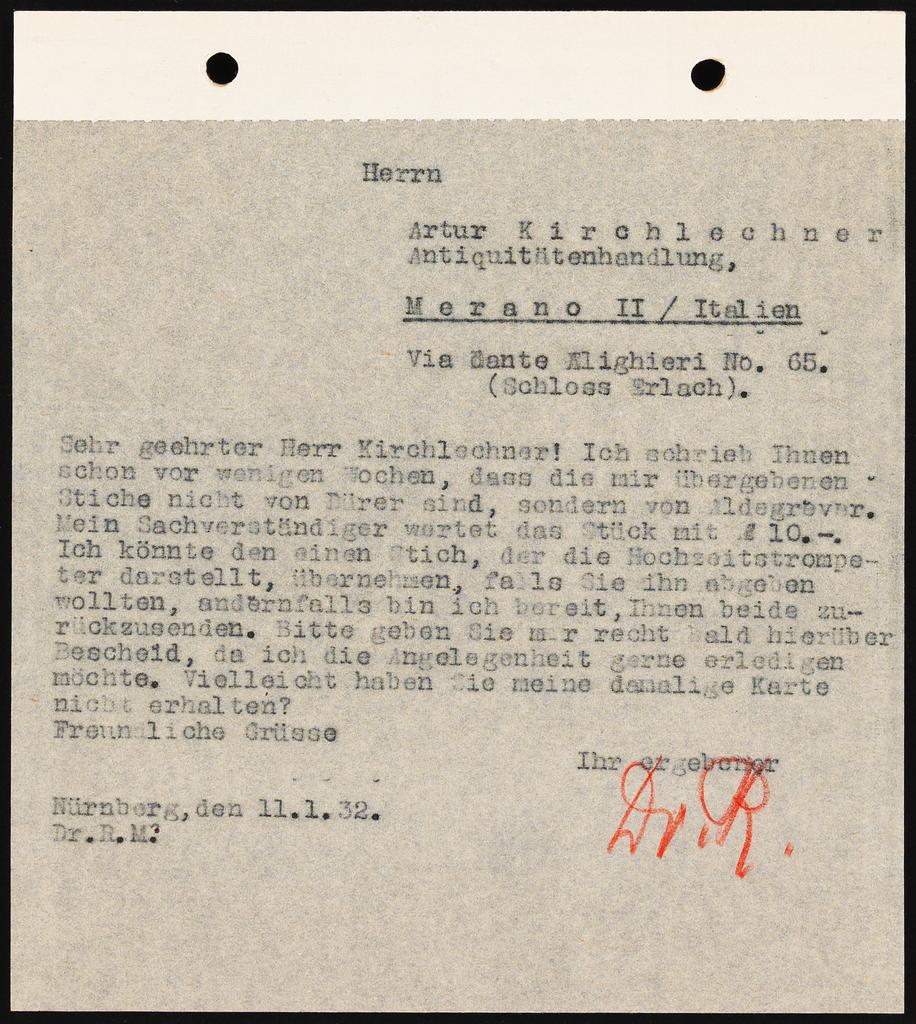 Herrn
Artur K i r c h l e c h n e r
Antiquitätenhandlung,
M e r a n o II / Italien
Via Dante Alighieri No. 65.
(Schloss Erlach).
Sehr geehrter Herr Kirchlechner! Ich schrieb Ihnen
schon vor wenigen Wochen, dass die mir übergebenen
Stiche nicht von Dürer sind, sondern von Aldegrever.
Mein Sachverständiger wertet das Stück mit 10.-.
Ich könnte den einen Stich, der die Hochzeitstrompe-
ter darstellt, übernehmen, falls Sie ihn abgeben
wollten, andernfalls bin ich bereit, Ihnen beide zu-
rückzusenden. Bitte geben Sie mir recht bald hierüber
Bescheid, da ich die Angelegenheit gerne erledigen
möchte. Vielleicht haben Sie meine damalige Karte
nicht erhalten?
Freundliche Grüsse
Ihr ergebener
Dr. R.
Nürnberg, den 11.1.32.
Dr.R.M?